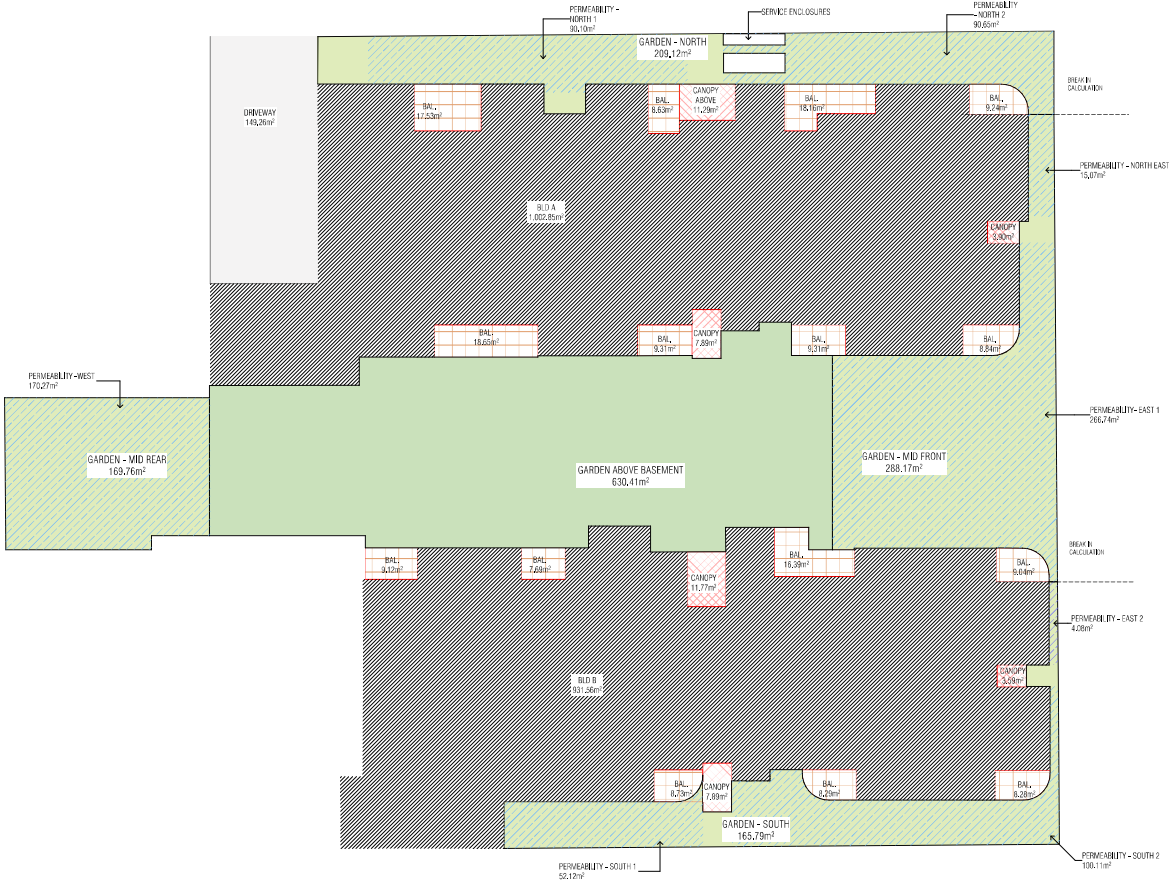 PERMEABILITY -
NORTH 1
90.10m²
SERVICE ENCLOSURES
PERMEABILITY
- NORTH 2
90.65m²
GARDEN - NORTH
209.12m²
BREAK IN
CALCULATION
DRIVEWAY
149.26m²
BAL.
17.53m²
BAL.
8.63m²
CANOPY
ABOVE
11.29m²
BAL.
18.16m²
BAL.
9.24m²
PERMEABILITY - NORTH EAST
15.07m²
BLD A
1,002.85m²
CANOPY
3.90m²
BAL.
18.65m²
BAL.
9.31m²
CANOPY
7.89m²
BAL.
9.31m²
BAL.
8.84m²
PERMEABILITY -WEST
170.27m²
PERMEABILITY- EAST 1
266.74m²
GARDEN - MID REAR
169.76m²
GARDEN ABOVE BASEMENT
630.41m²
GARDEN - MID FRONT
288.17m²
BREAK IN
CALCULATION
BAL.
9.12m²
BAL.
7.69m²
CANOPY
11.77m²
BAL.
16.39m²
BAL.
9.04m²
PERMEABILITY - EAST 2
4.08m²
BLD B
931.56m²
CANOPY
3.59m²
BAL.
8.73m²
CANOPY
7.89m²
BAL.
8.29m²
BAL.
8.28m²
GARDEN - SOUTH
165.79m²
PERMEABILITY - SOUTH 1
52.12m²
PERMEABILITY - SOUTH 2
100.11m²